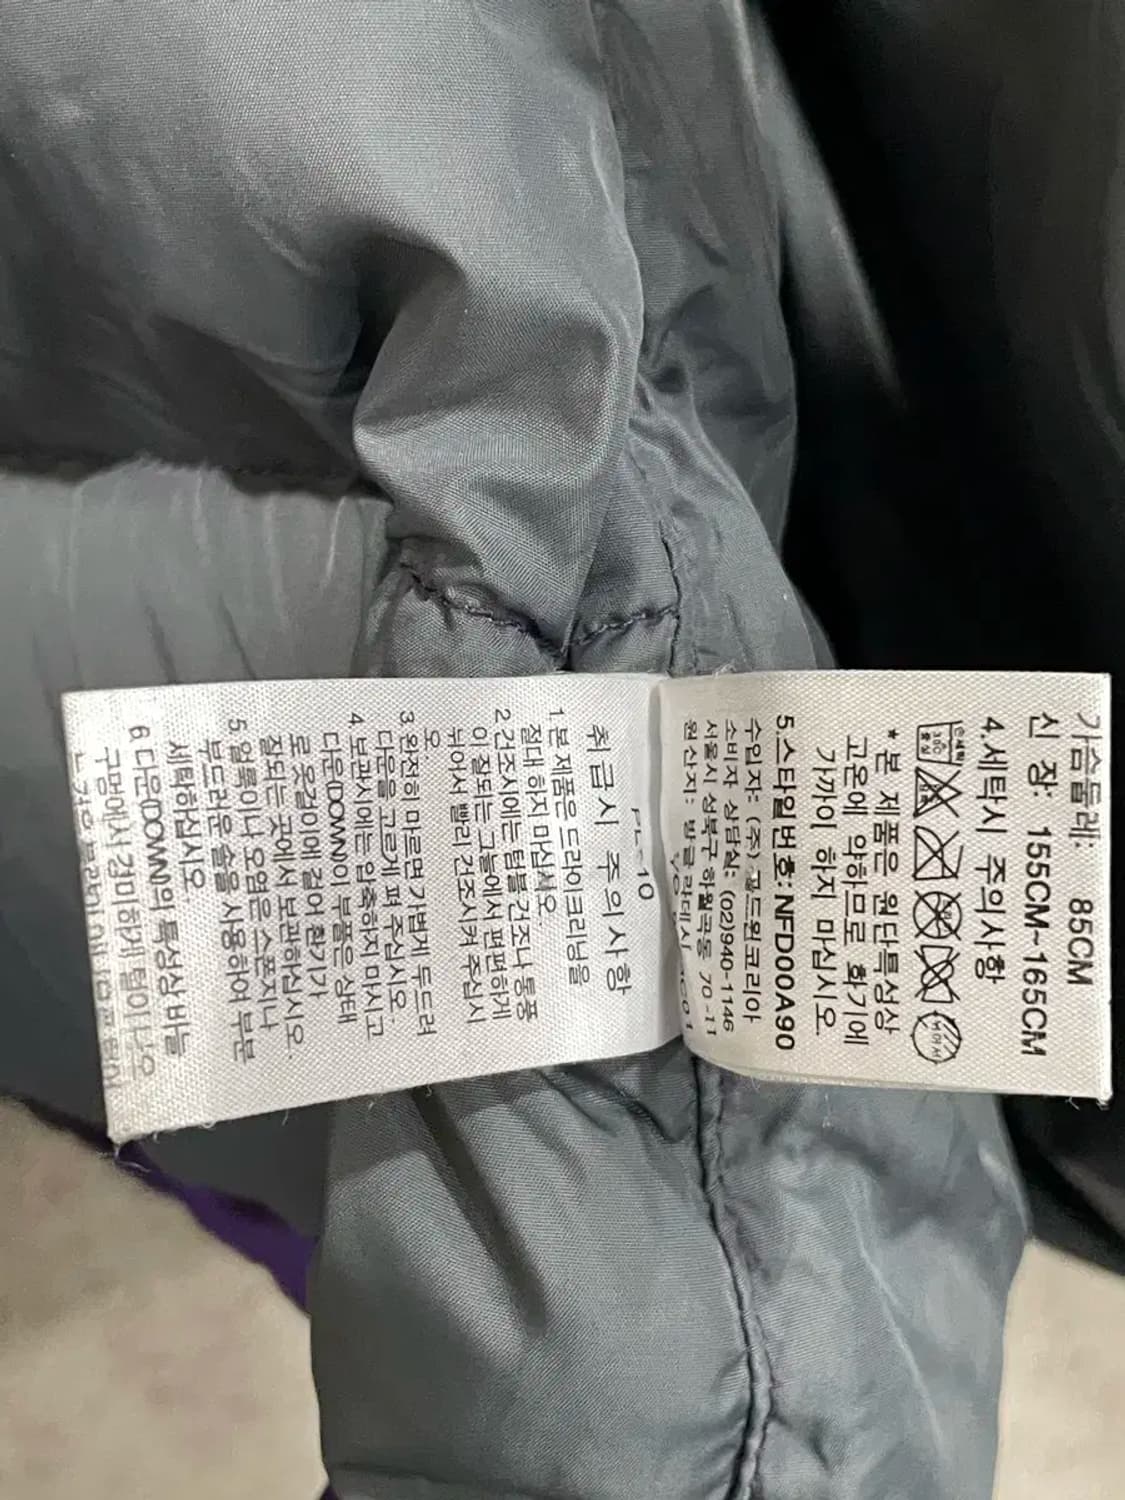 가슴둘레: 85CM
신 장: 155CM~165CM
4.세탁시 주의사항
*본 제품은 원단특성상
고온에 약하므로 화기에
가까이 하지 마십시오.
5.스타일번호: NFD00A90
수입자: (주) 골드윈코리아
소비자 상담실: (02)940-1146
서울시 성북구 하월곡동 70-11
원산지: 방글라데시
취급시 주의사항
1.본 제품은 드라이크리닝을
절대 하지 마십시오.
2.건조시에는 텀블건조나 통풍
이 잘되는 그늘에서 편편하게
뉘어서 빨리 건조시켜 주십시
오.
3.완전히 마르면 가볍게 두드려
다운을 고르게 펴 주십시오.
4.보관시에는 압축하지 마시고
다운(DOWN)이 부품은 상태
로 옷걸이에 걸어 환기가
잘되는 곳에서 보관하십시오.
5.얼룩이나 오염은 스폰지나
부드러운 솔을 사용하여 부분
세탁하십시오.
6.다운(DOWN)의 특성상 바늘
구멍에서 경미하게 털이 나올